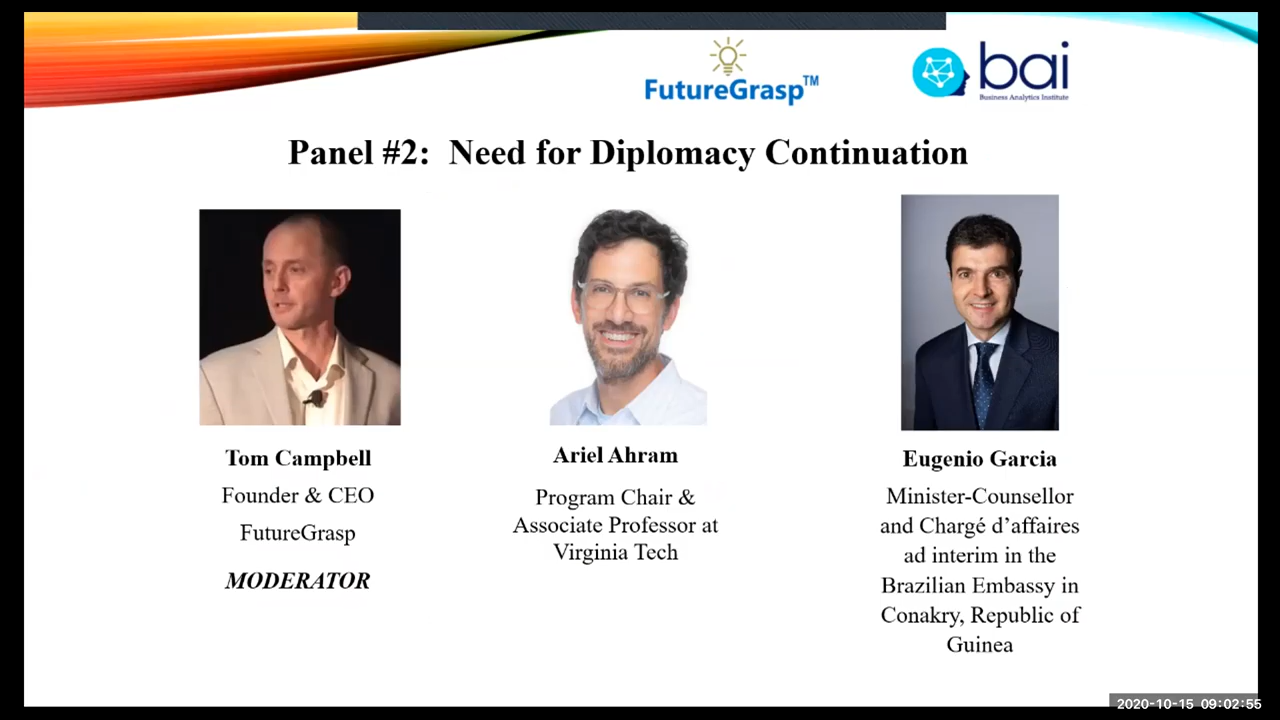 FutureGrasp™
bai
Business Analytics Institute
Panel #2: Need for Diplomacy Continuation
Tom Campbell
Founder & CEO
FutureGrasp
MODERATOR
Ariel Ahram
Program Chair &
Associate Professor at
Virginia Tech
Eugenio Garcia
Minister-Counsellor
and Chargé d’affaires
ad interim in the
Brazilian Embassy in
Conakry, Republic of
Guinea
2020-10-15 09:02:55